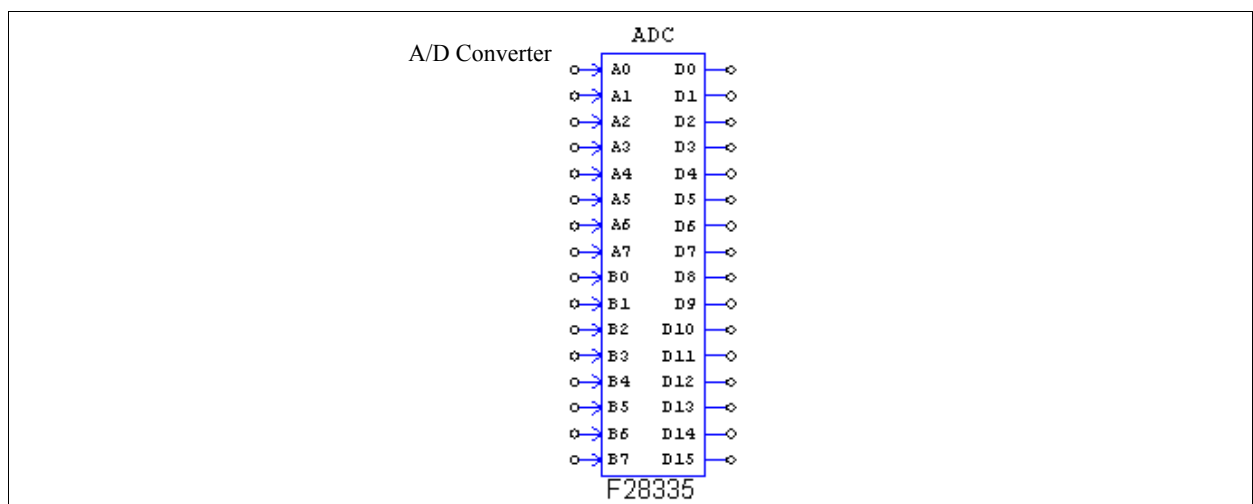 ADC
A/D Converter
A0 D0
A1 D1
A2 D2
A3 D3
A4 D4
A5 D5
A6 D6
A7 D7
B0 D8
B1 D9
B2 D10
B3 D11
B4 D12
B5 D13
B6 D14
B7 D15
F28335